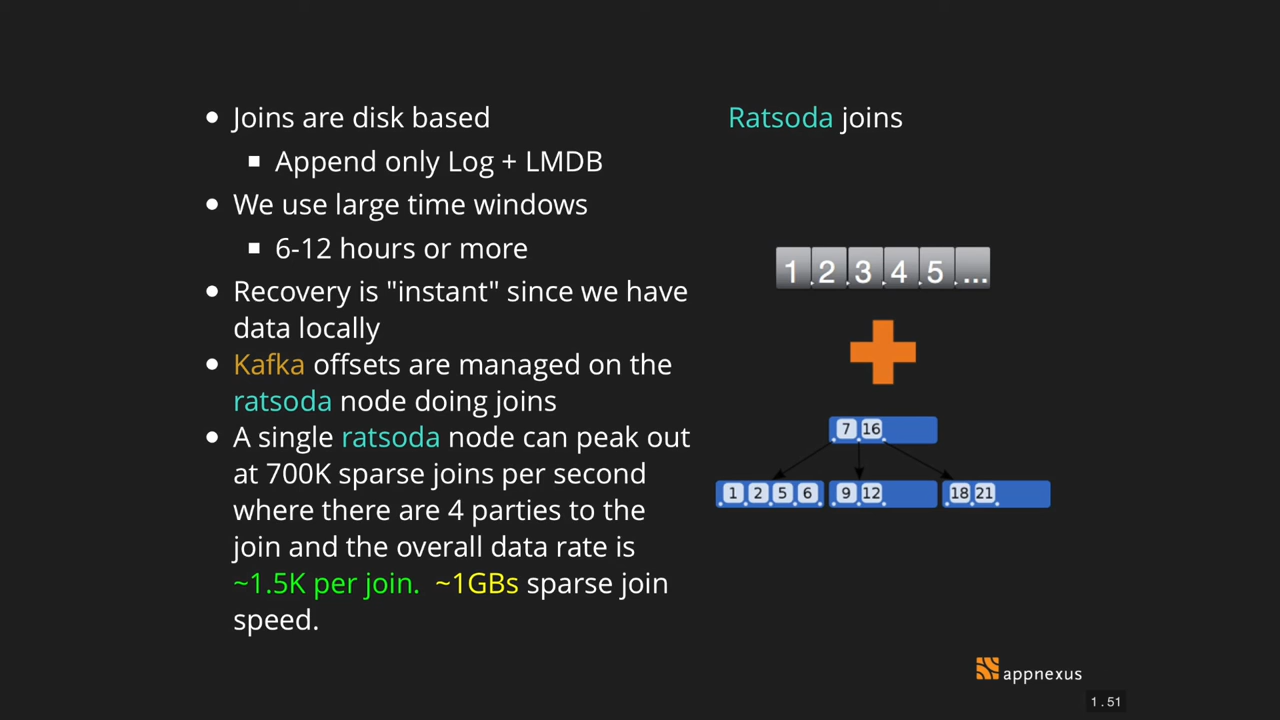 Joins are disk based
Append only Log + LMDB
We use large time windows
6-12 hours or more
Recovery is "instant" since we have
data locally
Kafka offsets are managed on the
ratsoda node doing joins
A single ratsoda node can peak out
at 700K sparse joins per second
where there are 4 parties to the
join and the overall data rate is
~1.5K per join. ~1GBs sparse join
speed.
Ratsoda joins
1 2 3 4 5 ...
7 16
1 2 5 6 9 12 18 21
appnexus
1.51